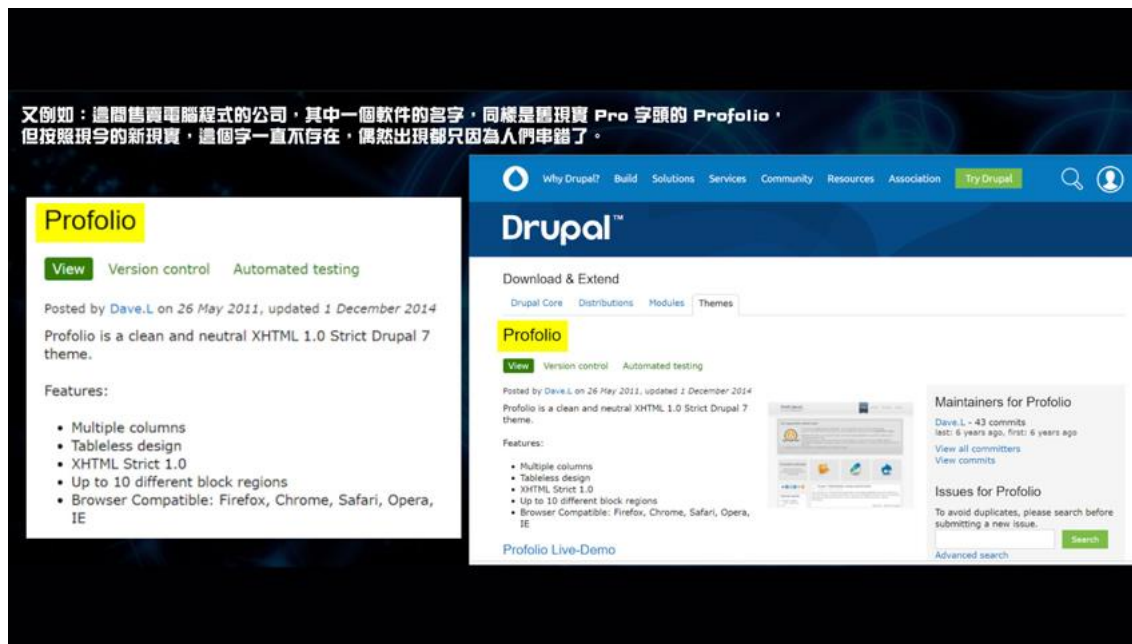 又例如：這間售賣電腦程式的公司，其中一個軟件的名字，同樣是舊現實 Pro 字頭的 Profolio，
但按照現今的新現實，這個字一直不存在，偶然出現都只因為人們串錯了。
Profolio
View Version control Automated testing
Posted by Dave.L on 26 May 2011, updated 1 December 2014
Profolio is a clean and neutral XHTML 1.0 Strict Drupal 7
theme.
Features:
• Multiple columns
• Tableless design
• XHTML Strict 1.0
• Up to 10 different block regions
• Browser Compatible: Firefox, Chrome, Safari, Opera,
IE
Why Drupal? Build Solutions Services Community Resources Association Try Drupal
Drupal™
Download & Extend
Drupal Core Distributions Modules Themes
Profolio
View Version control Automated testing
Posted by Dave.L on 26 May 2011, updated 1 December 2014
Profolio is a clean and neutral XHTML 1.0 Strict Drupal 7
theme.
Features:
• Multiple columns
• Tableless design
• XHTML Strict 1.0
• Up to 10 different block regions
• Browser Compatible: Firefox, Chrome, Safari, Opera,
IE
Profolio Live-Demo
Maintainers for Profolio
Dave.L - 43 commits
last: 6 years ago, first: 6 years ago
View all committers
View commits
Issues for Profolio
To avoid duplicates, please search before
submitting a new issue.
Search
Advanced search